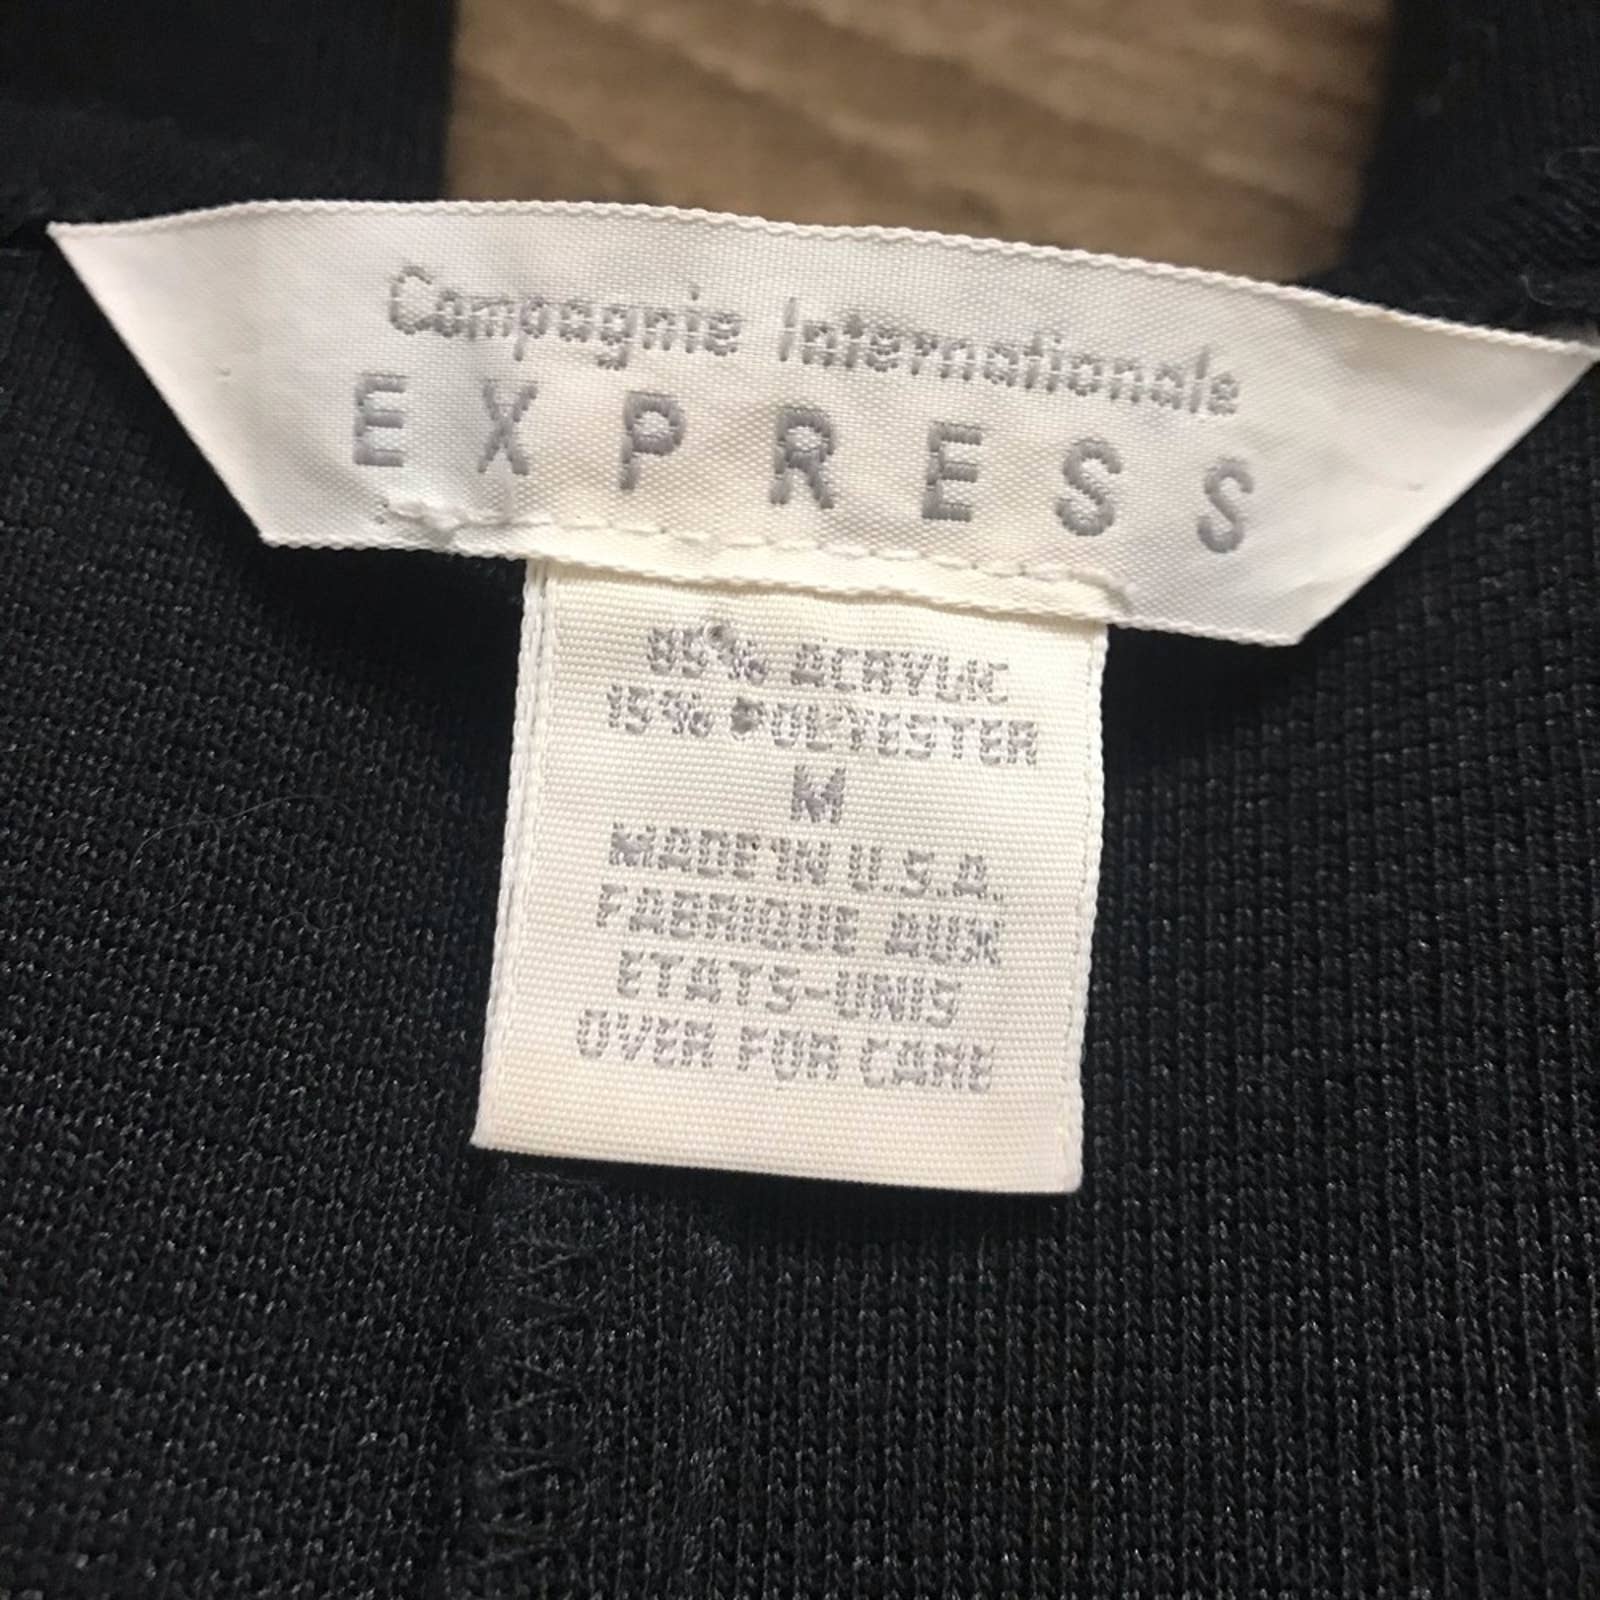 Compagnie Internationale
EXPRESS
85% ACRYLIC
15% POLYESTER
M
MADE IN U.S.A.
FABRIQUE AUX
ETATS-UNIS
OVER FOR CARE